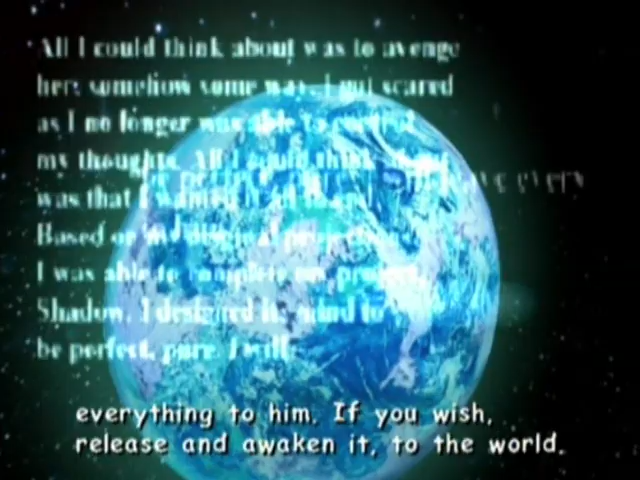 All I could think about was to avenge
her; somehow some way. I got scared
as I no longer was able to control
my thoughts. All I could think about
was that I wanted
Based on my original
I was able to complete my project,
Shadow. I designed its mind to
be perfect, pure. I will
everything to him. If you wish,
release and awaken it, to the world.